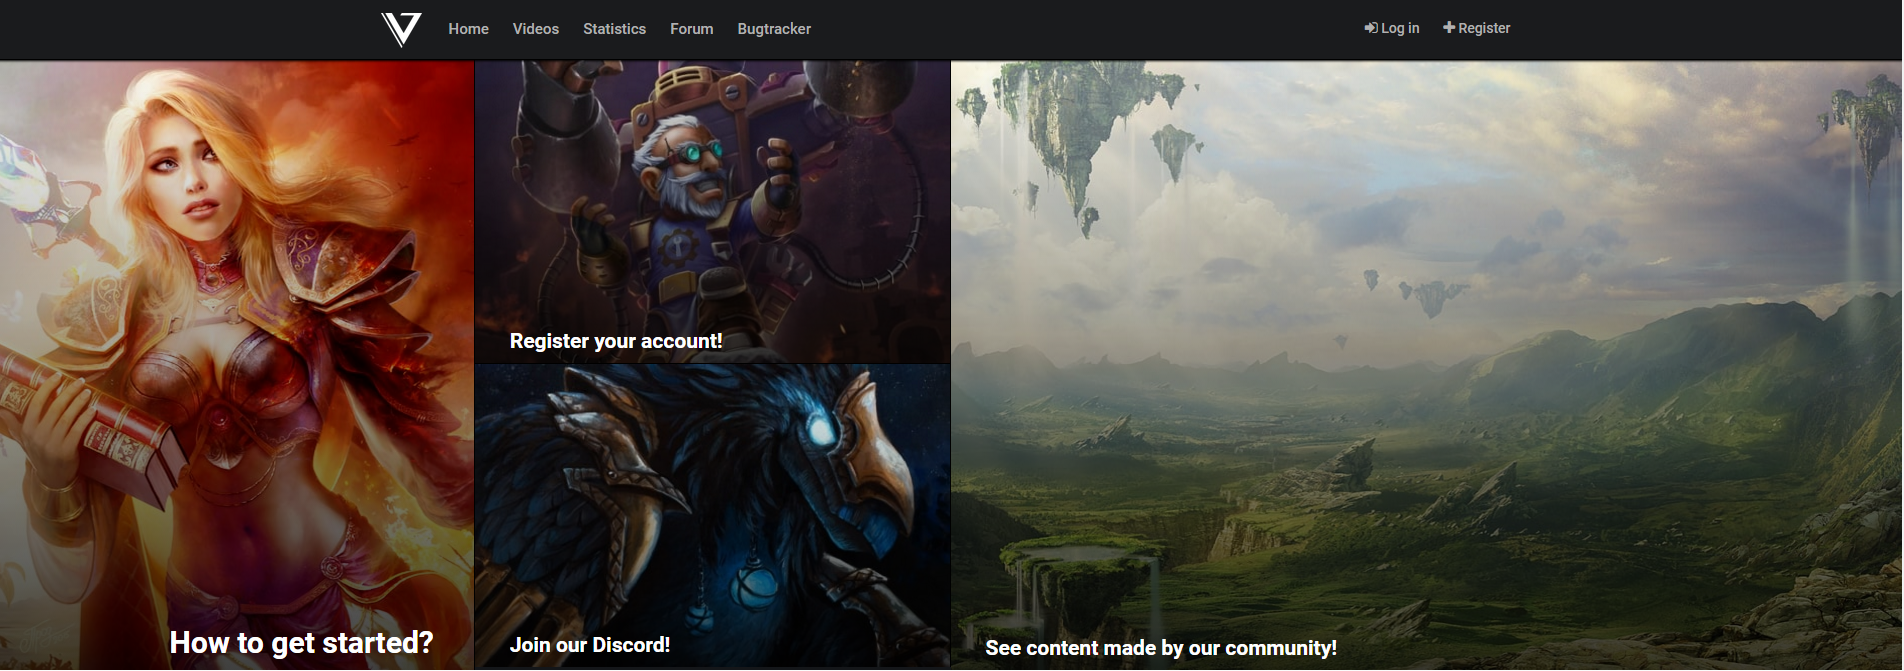 Home Videos Statistics Forum Bugtracker Log in Register
Register your account!
How to get started?
Join our Discord!
See content made by our community!